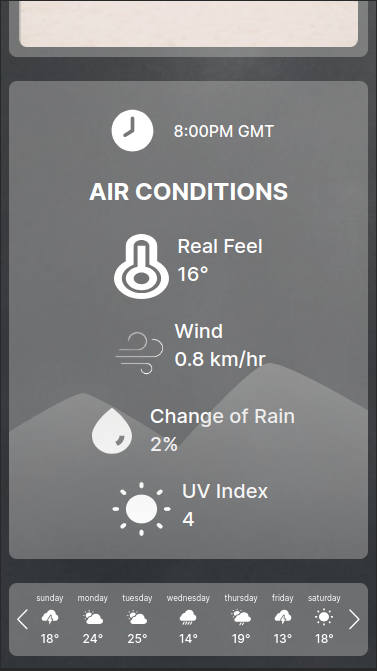 8:00PM GMT
AIR CONDITIONS
Real Feel
16°
Wind
0.8 km/hr
Change of Rain
2%
UV Index
4
sunday monday tuesday wednesday thursday friday saturday
18° 24° 25° 14° 19° 13° 18°